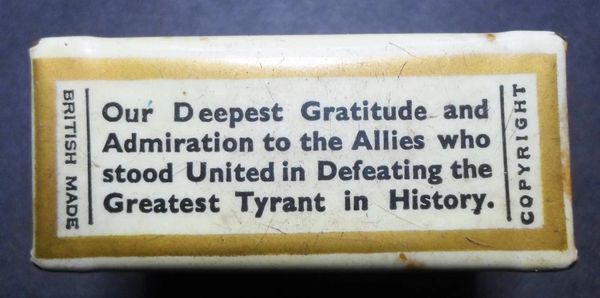 BRITISH MADE
Our Deepest Gratitude and
Admiration to the Allies who
stood United in Defeating the
Greatest Tyrant in History.
COPYRIGHT